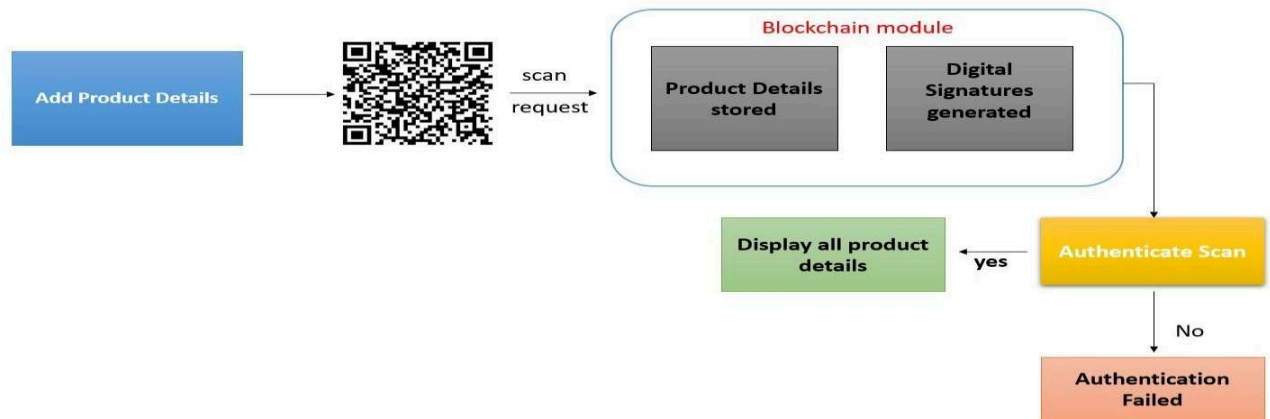 Blockchain module
Add Product Details
scan
request
Product Details
stored
Digital
Signatures
generated
Display all product
details
yes
Authenticate Scan
No
Authentication
Failed